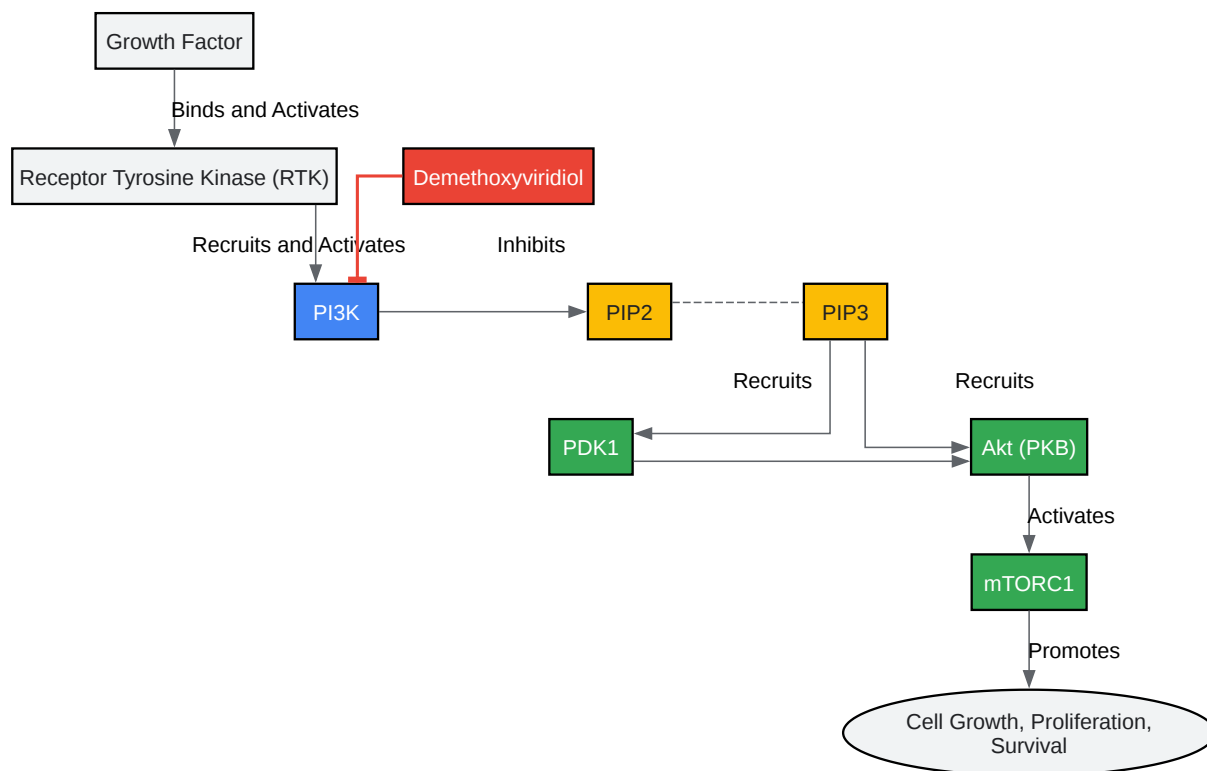 Growth Factor
Binds and Activates
Receptor Tyrosine Kinase (RTK)
Demethoxyviridiol
Recruits and Activates
Inhibits
PI3K
PIP2
PIP3
Recruits
Recruits
PDK1
Akt (PKB)
Activates
mTORC1
Promotes
Cell Growth, Proliferation,
Survival